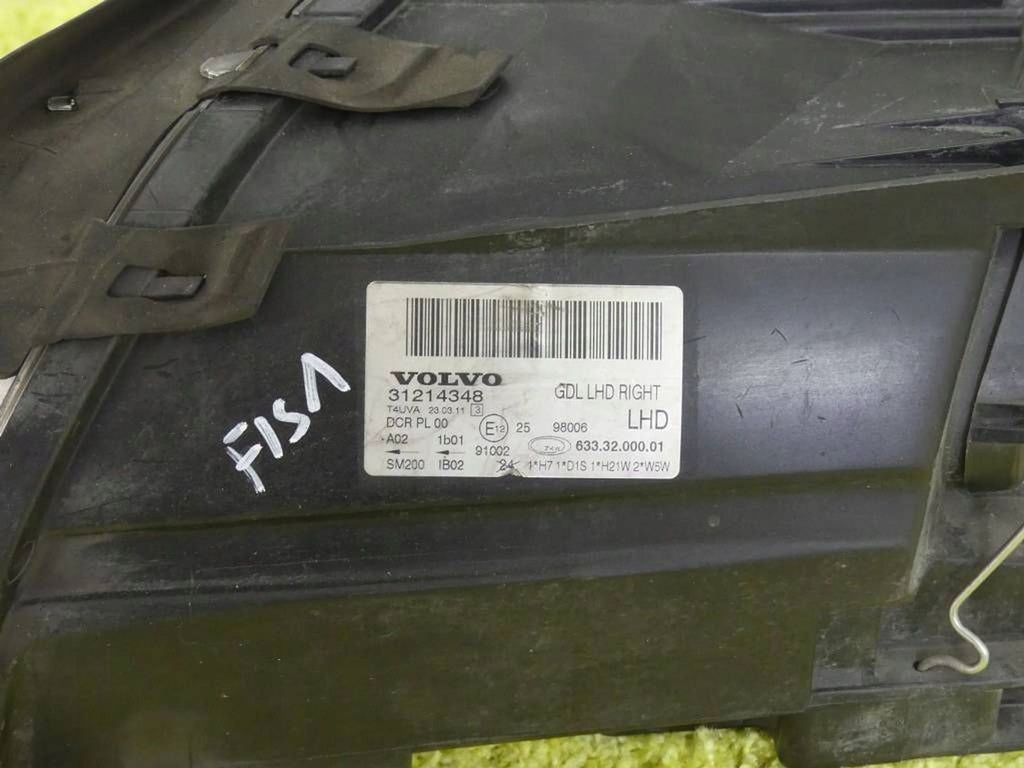 VOLVO
31214348 GDL LHD RIGHT
T4UVA 23.03.11 3 LHD
DCR PL 00 E12 25 98006
A02 1b01 91002 633.32.000.01
SM200 IB02 24 1*H7 1*D1S 1*H21W 2*W5W
FIS1